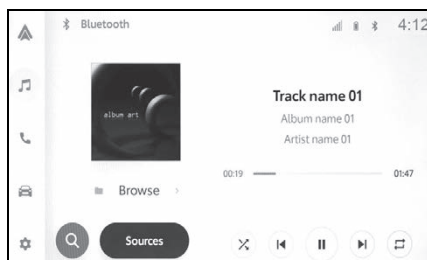 Bluetooth
4:12
album art
Track name 01
Album name 01
Artist name 01
00:19
01:47
Browse
Sources